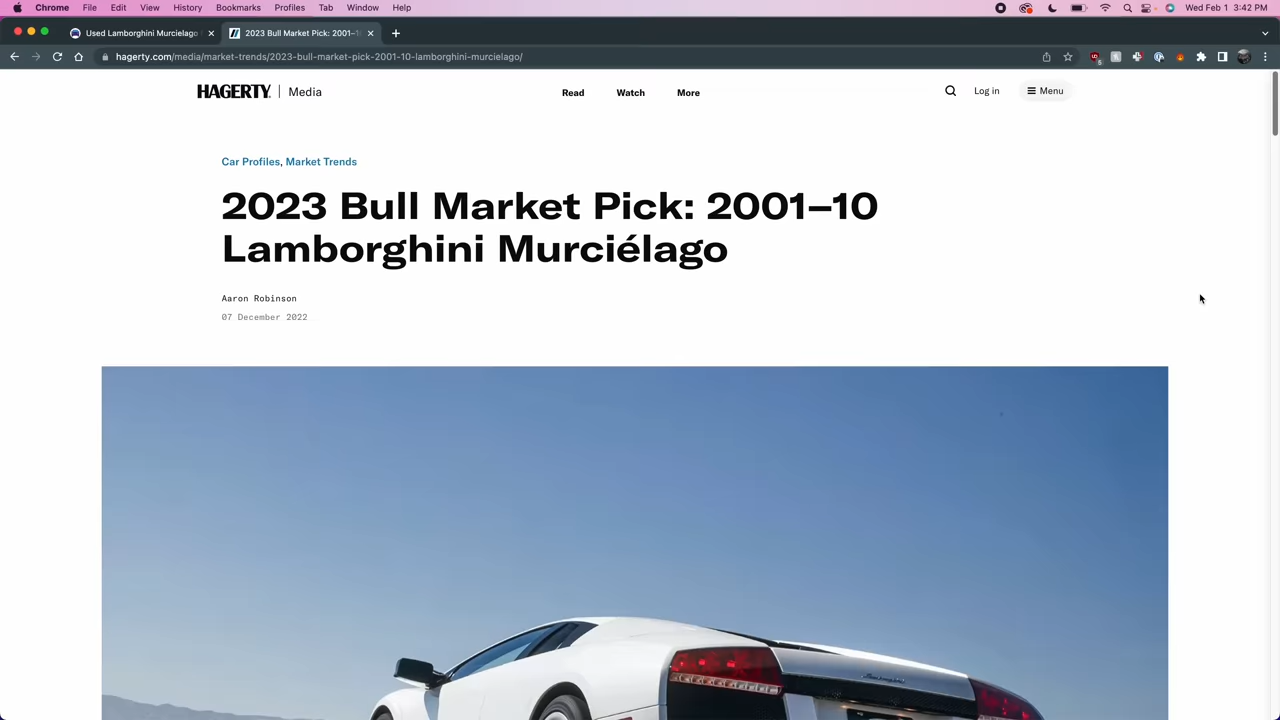 Chrome File Edit View History Bookmarks Profiles Tab Window Help Wed Feb 1 3:42 PM
Used Lamborghini Murcielago
2023 Bull Market Pick: 2001–1
hagerty.com/media/market-trends/2023-bull-market-pick-2001-10-lamborghini-murcielago/
HAGERTY Media Read Watch More Log in Menu
Car Profiles, Market Trends
2023 Bull Market Pick: 2001–10
Lamborghini Murciélago
Aaron Robinson
07 December 2022